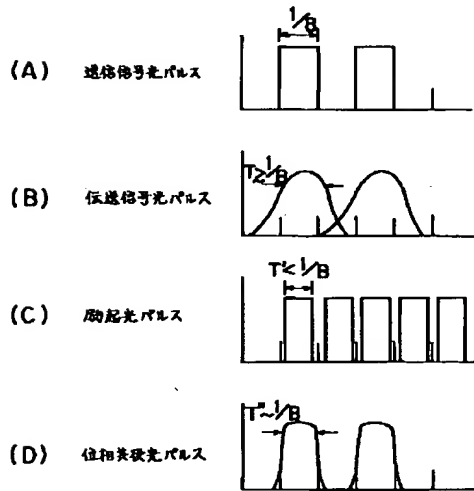 1/B
(A) 送信信号光パルス
T≳1/B
(B) 伝送信号光パルス
T'<1/B
(C) 励起光パルス
T"~1/B
(D) 位相共役光パルス